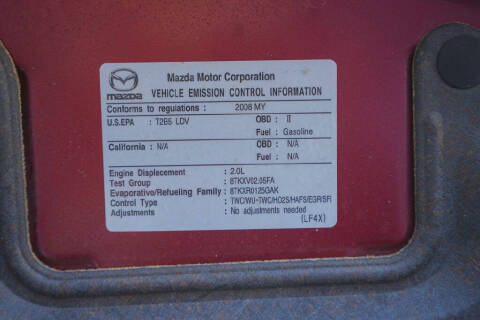 Mazda Motor Corporation
mazda VEHICLE EMISSION CONTROL INFORMATION
Conforms to regulations : 2008 MY
U.S.EPA : T2B5 LDV OBD : II
Fuel : Gasoline
California : N/A OBD : N/A
Fuel : N/A
Engine Displacement : 2.0L
Test Group : 8TKXV02.05FA
Evaporative/Refueling Family : 8TKXR0125GAK
Control Type : TWC/WU-TWC/HO2S/HAFS/EGR/SFI
Adjustments : No adjustments needed
(LF4X)